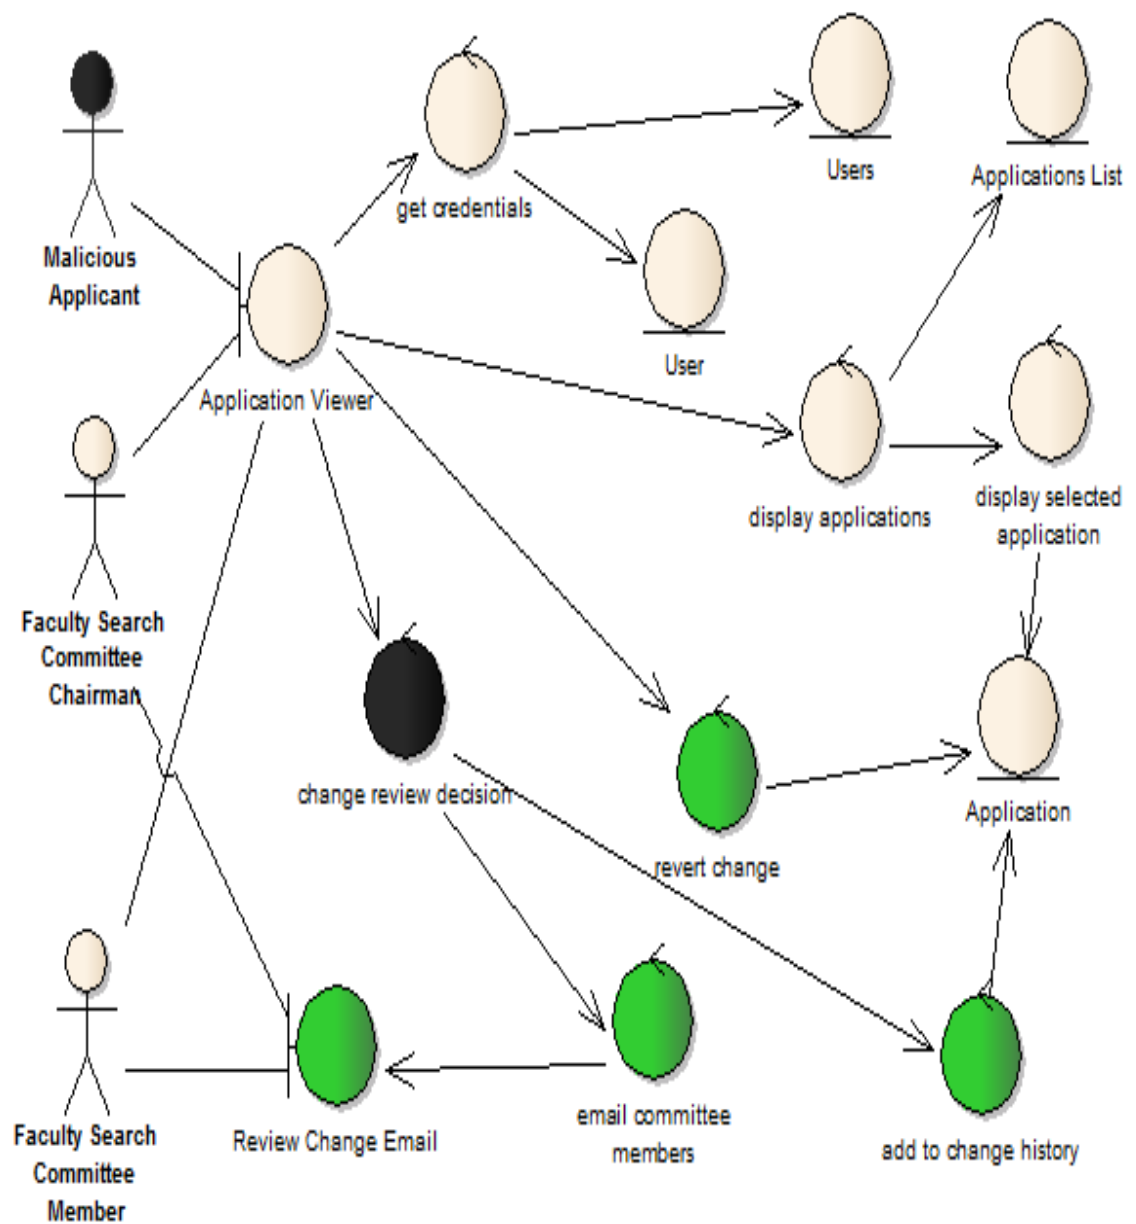 Users
Applications List
get credentials
Malicious
Applicant
User
Application Viewer
display selected
application
display applications
Faculty Search
Committee
Chairman
change review decision
Application
revert change
email committee
members
Review Change Email
add to change history
Faculty Search
Committee
Member